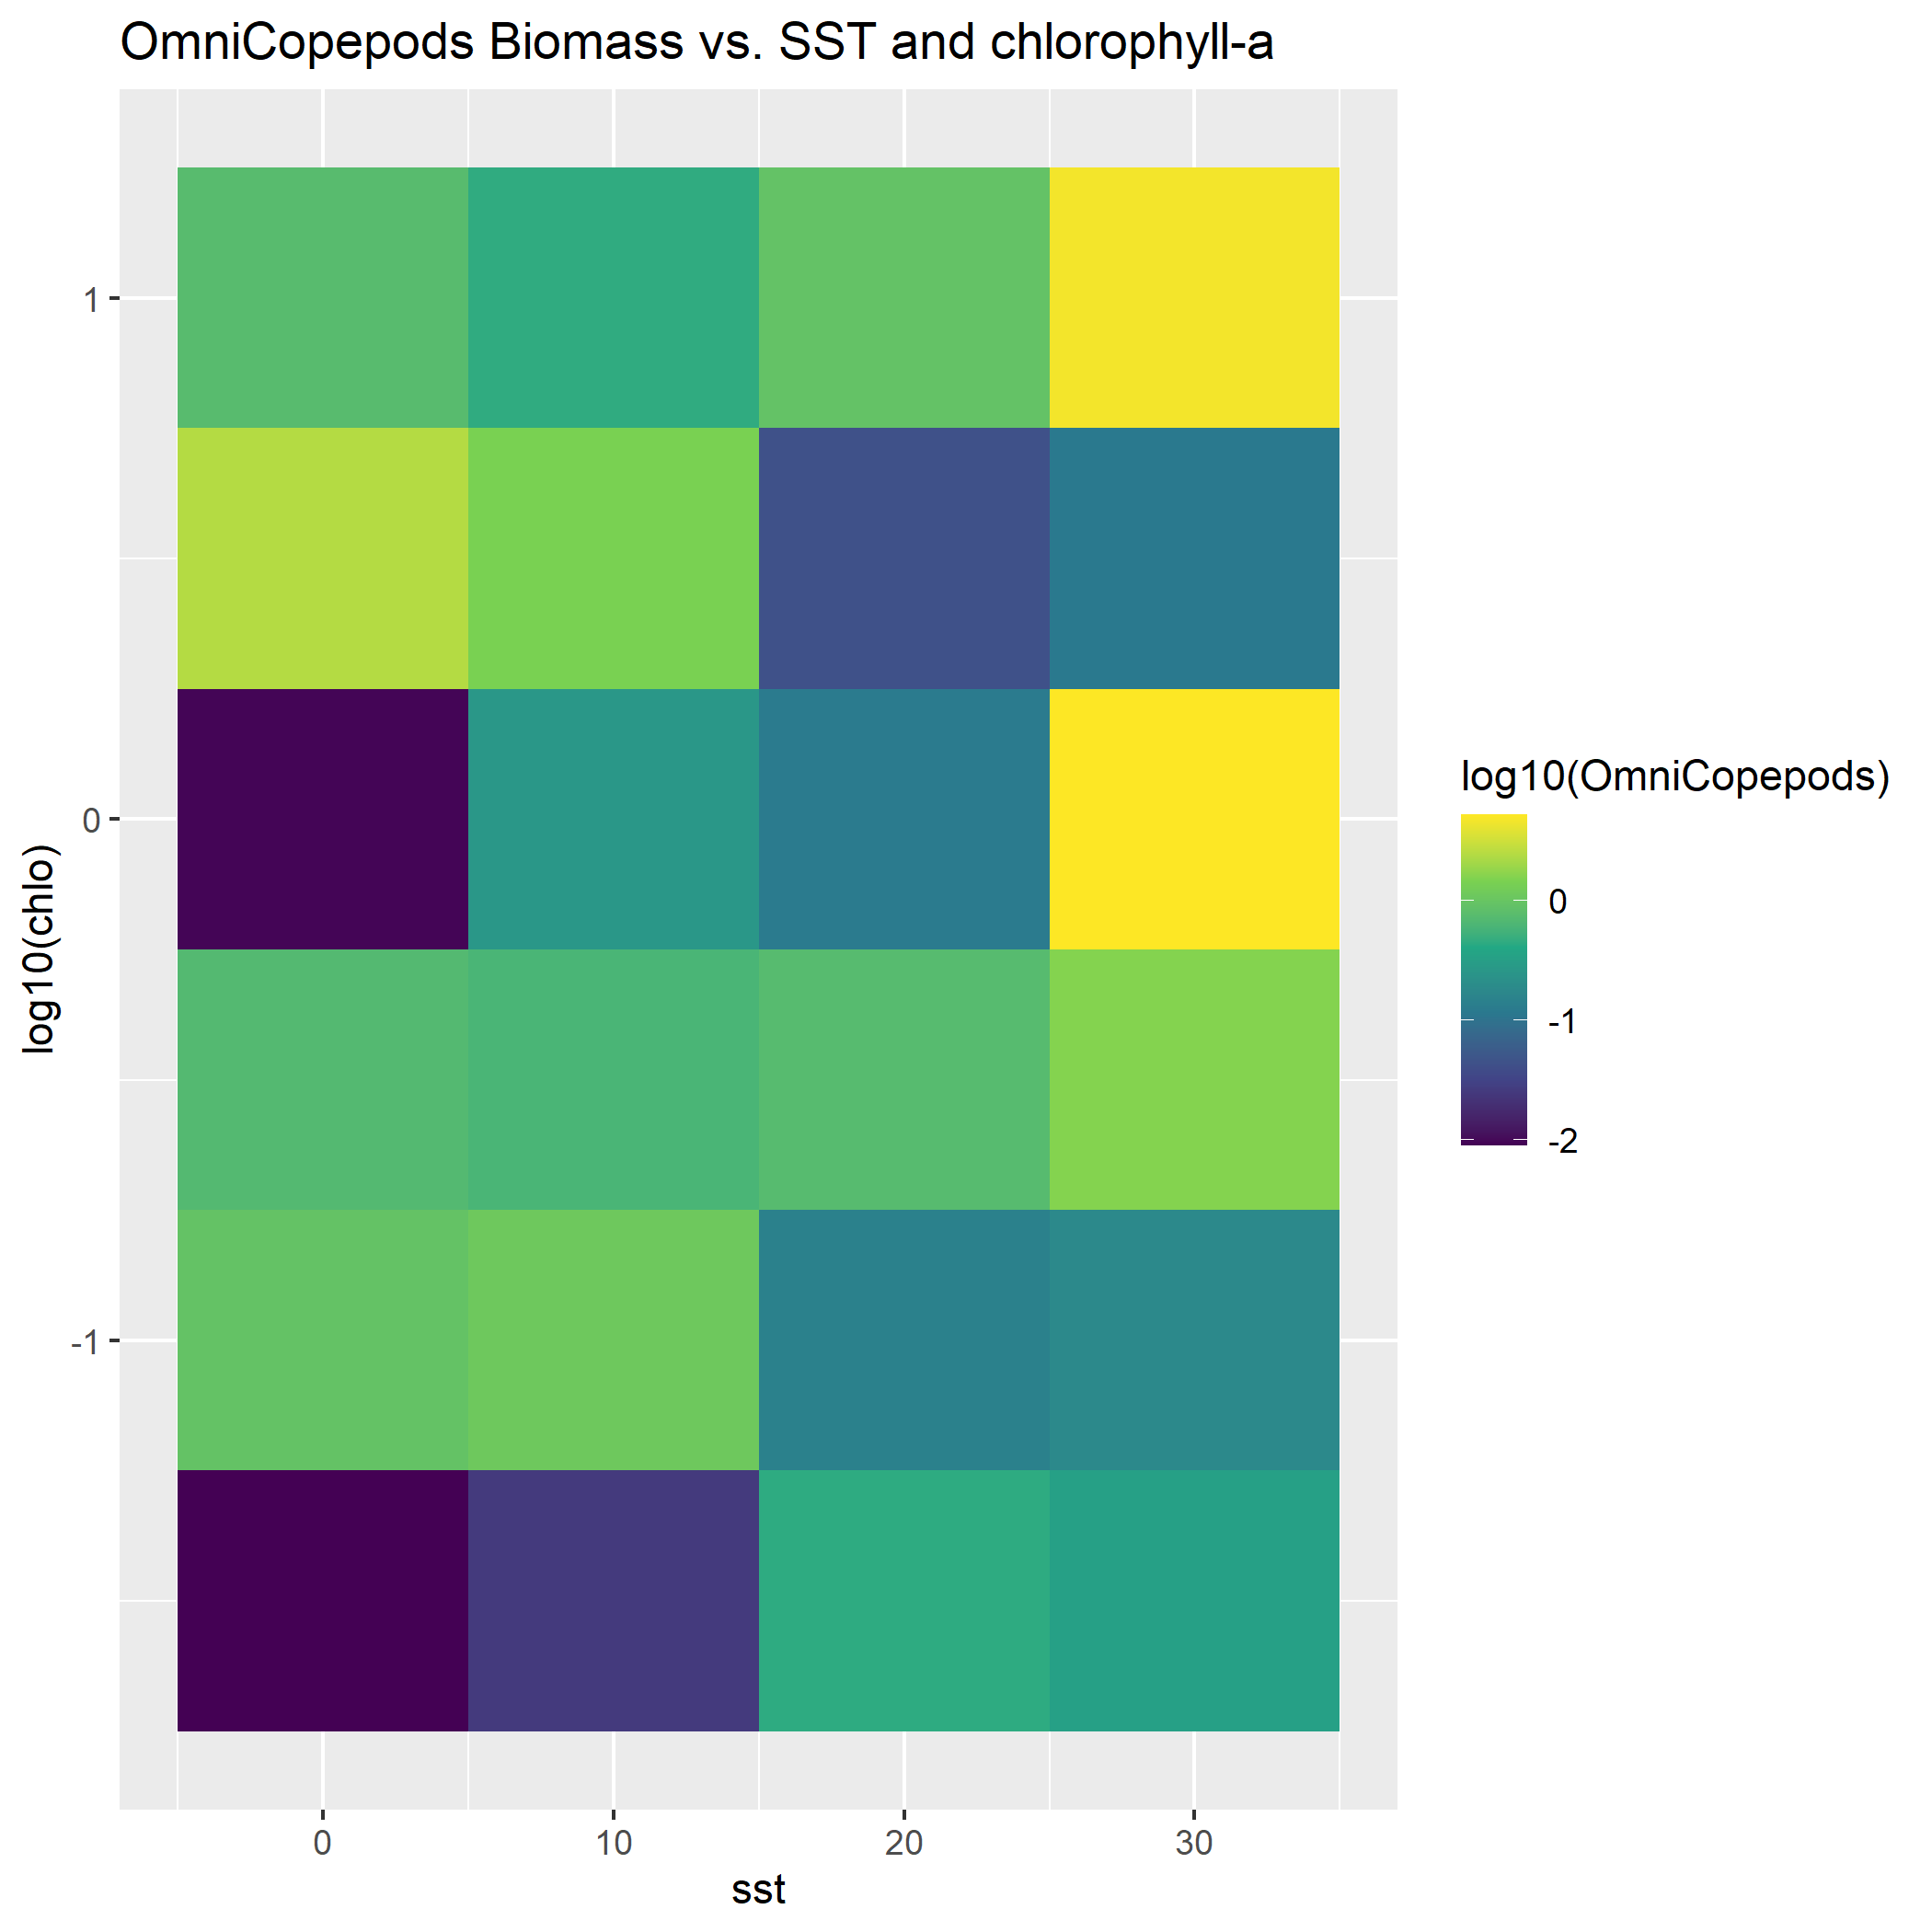 OmniCopepods Biomass vs. SST and chlorophyll-a
1
0
-1
log10(chlo)
0
10
20
30
sst
log10(OmniCopepods)
0
-1
-2